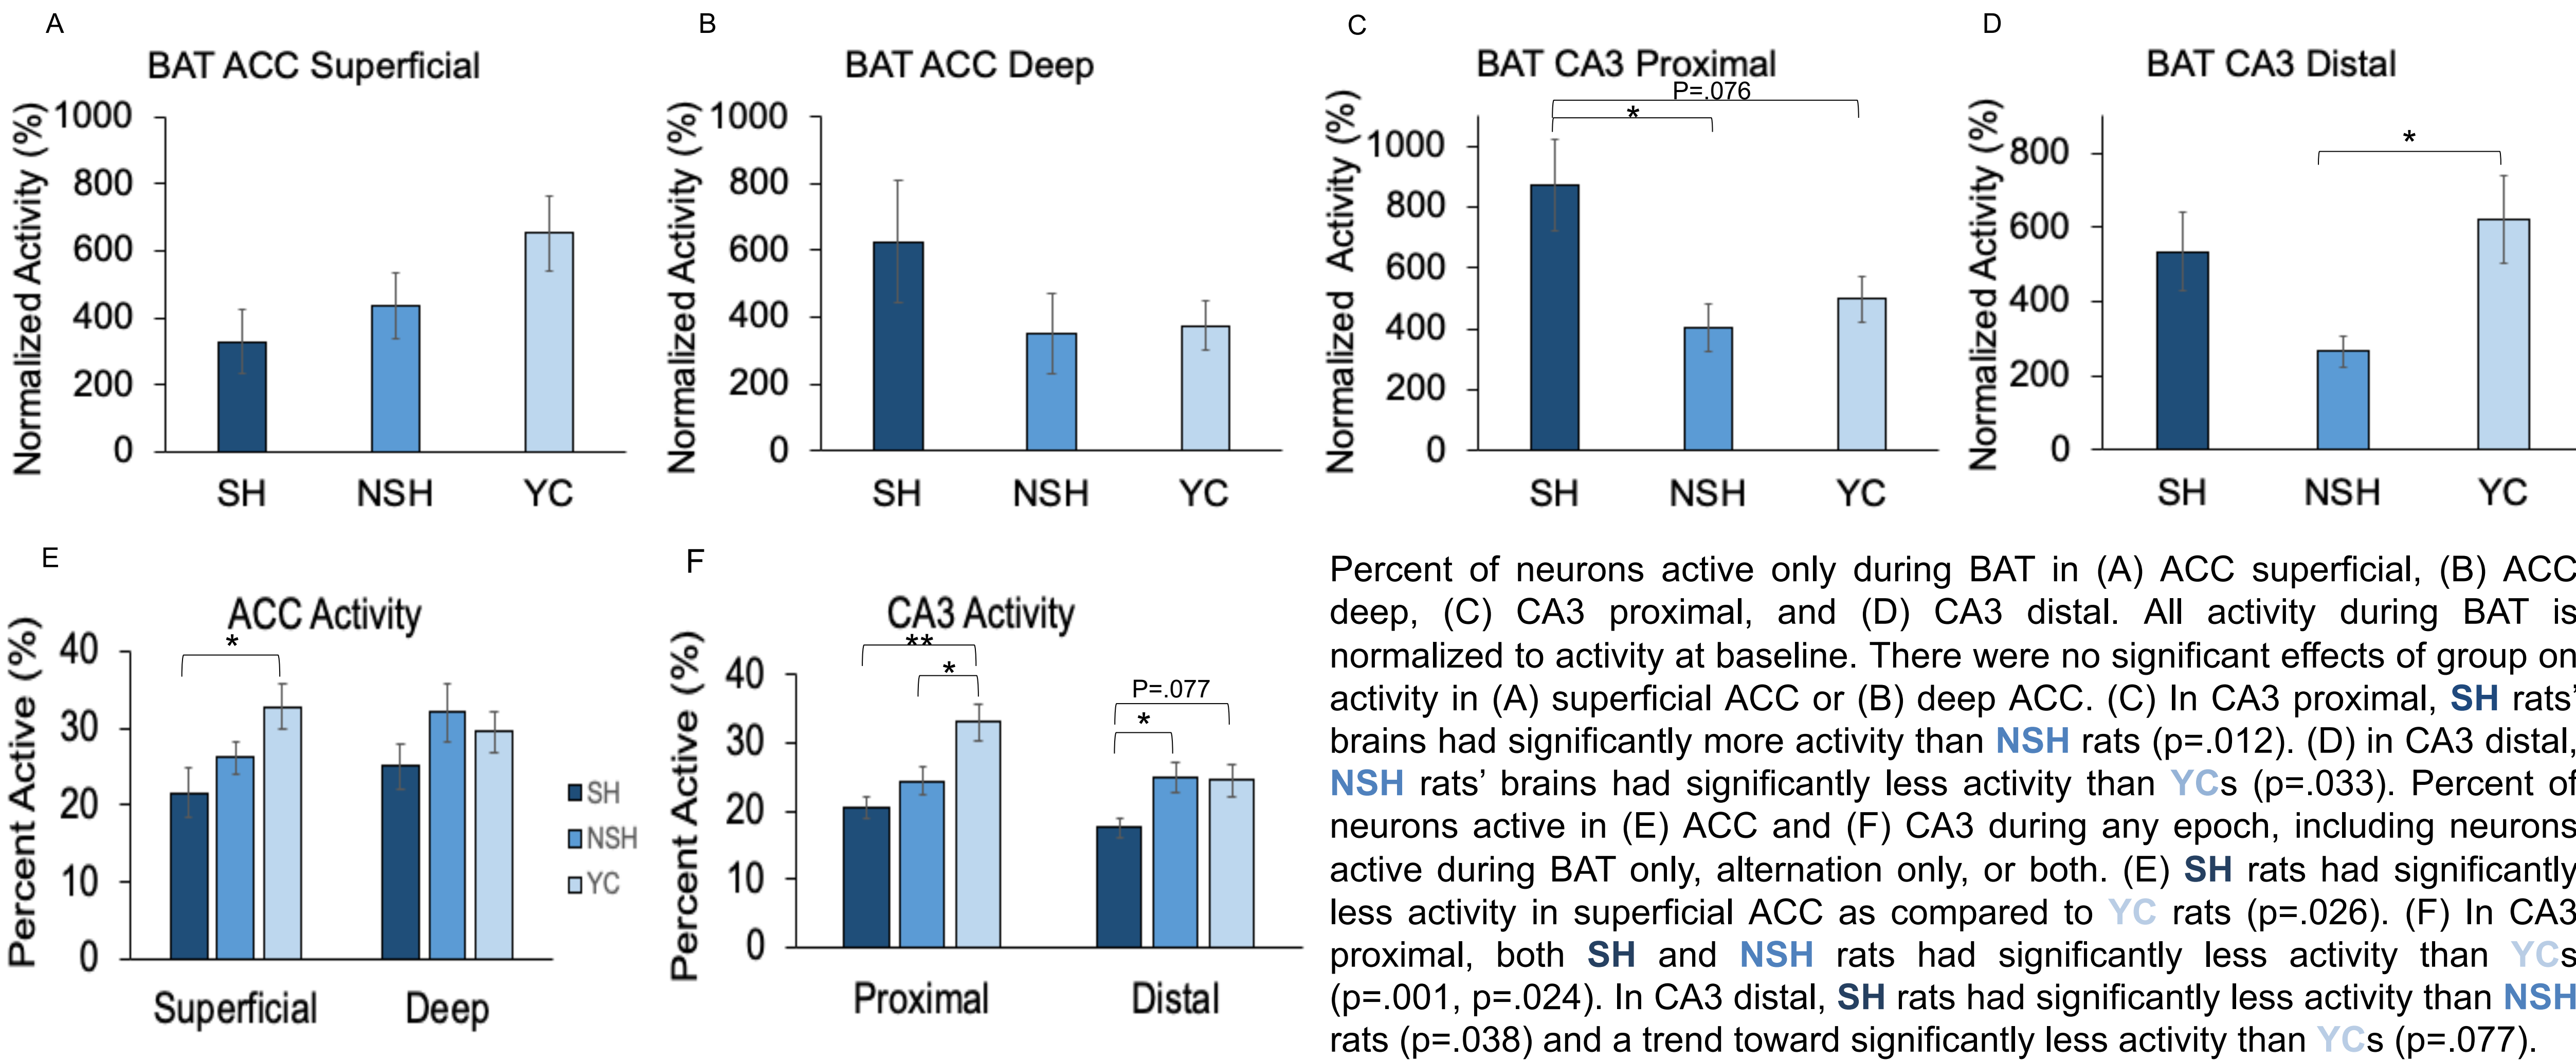 A
BAT ACC Superficial
Normalized Activity (%)
1000
800
600
400
200
0
SH NSH YC
B
BAT ACC Deep
Normalized Activity (%)
1000
800
600
400
200
0
SH NSH YC
C
BAT CA3 Proximal
P=.076
*
Normalized Activity (%)
1000
800
600
400
200
0
SH NSH YC
D
BAT CA3 Distal
*
Normalized Activity (%)
800
600
400
200
0
SH NSH YC
E
ACC Activity
*
Percent Active (%)
40
30
20
10
0
Superficial Deep
SH
NSH
YC
F
CA3 Activity
**
*
P=.077
*
Percent Active (%)
40
30
20
10
0
Proximal Distal
Percent of neurons active only during BAT in (A) ACC superficial, (B) ACC
deep, (C) CA3 proximal, and (D) CA3 distal. All activity during BAT is
normalized to activity at baseline. There were no significant effects of group on
activity in (A) superficial ACC or (B) deep ACC. (C) In CA3 proximal, SH rats’
brains had significantly more activity than NSH rats (p=.012). (D) in CA3 distal,
NSH rats’ brains had significantly less activity than YCs (p=.033). Percent of
neurons active in (E) ACC and (F) CA3 during any epoch, including neurons
active during BAT only, alternation only, or both. (E) SH rats had significantly
less activity in superficial ACC as compared to YC rats (p=.026). (F) In CA3
proximal, both SH and NSH rats had significantly less activity than YCs
(p=.001, p=.024). In CA3 distal, SH rats had significantly less activity than NSH
rats (p=.038) and a trend toward significantly less activity than YCs (p=.077).